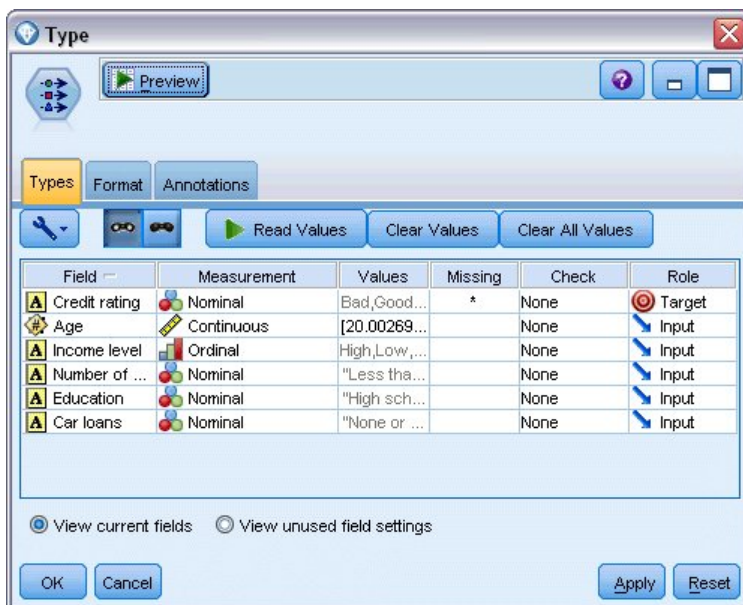 Type
Preview
Types Format Annotations
Read Values Clear Values Clear All Values
Field Measurement Values Missing Check Role
A Credit rating Nominal Bad,Good... * None Target
# Age Continuous [20.00269... None Input
A Income level Ordinal High,Low,... None Input
A Number of ... Nominal "Less tha... None Input
A Education Nominal "High sch... None Input
A Car loans Nominal "None or ... None Input
View current fields View unused field settings
OK Cancel Apply Reset